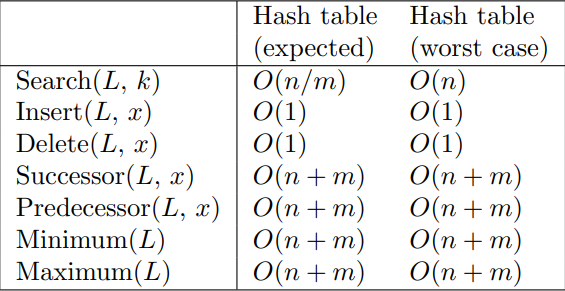 Hash table Hash table
(expected) (worst case)
Search(L, k) O(n/m) O(n)
Insert(L, x) O(1) O(1)
Delete(L, x) O(1) O(1)
Successor(L, x) O(n + m) O(n + m)
Predecessor(L, x) O(n + m) O(n + m)
Minimum(L) O(n + m) O(n + m)
Maximum(L) O(n + m) O(n + m)